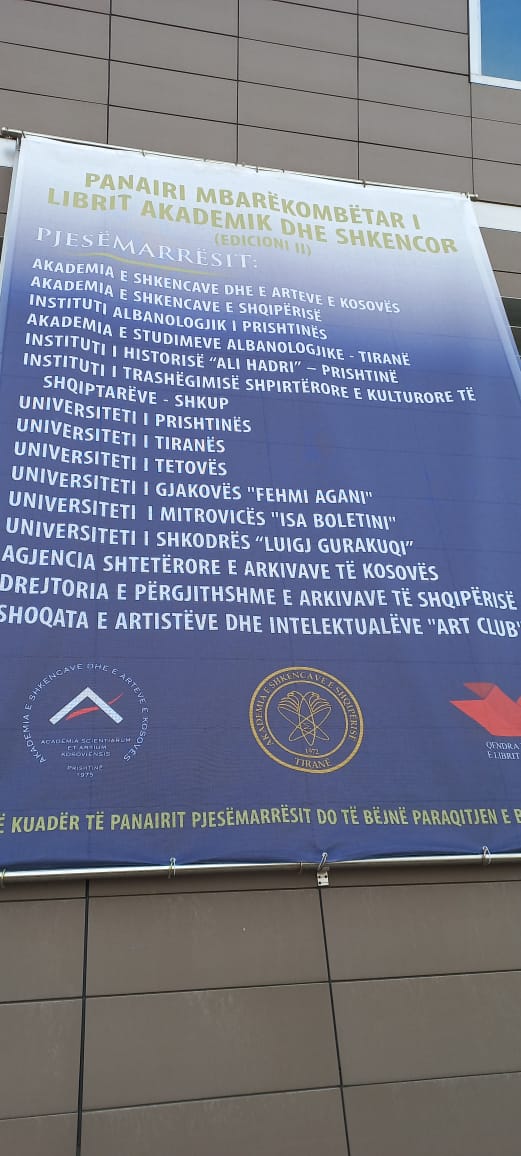 PANAIRI MBARËKOMBËTAR I
LIBRIT AKADEMIK DHE SHKENCOR
(EDICIONI II)
PJESËMARRËSIT:
AKADEMIA E SHKENCAVE DHE E ARTEVE E KOSOVËS
AKADEMIA E SHKENCAVE E SHQIPËRISË
INSTITUTI ALBANOLOGJIK I PRISHTINËS
AKADEMIA E STUDIMEVE ALBANOLOGJIKE - TIRANË
INSTITUTI I HISTORISË "ALI HADRI" – PRISHTINË
INSTITUTI I TRASHËGIMISË SHPIRTËRORE E KULTURORE TË
SHQIPTARËVE - SHKUP
UNIVERSITETI I PRISHTINËS
UNIVERSITETI I TIRANËS
UNIVERSITETI I TETOVËS
UNIVERSITETI I GJAKOVËS "FEHMI AGANI"
UNIVERSITETI I MITROVICËS "ISA BOLETINI"
UNIVERSITETI I SHKODRËS “LUIGJ GURAKUQI”
AGJENCIA SHTETËRORE E ARKIVAVE TË KOSOVËS
DREJTORIA E PËRGJITHSHME E ARKIVAVE TË SHQIPËRISË
SHOQATA E ARTISTËVE DHE INTELEKTUALËVE "ART CLUB"
AKADEMIA E SHKENCAVE DHE E ARTEVE E KOSOVËS
ACADEMIA SCIENTIARUM
ET ARTIUM
KOSOVIENSIS
PRISHTINË
1975
AKADEMIA E SHKENCAVE E SHQIPËRISË
1972
TIRANË
QENDRA
E LIBRIT
Ë KUADËR TË PANAIRIT PJESËMARRËSIT DO TË BËJNË PARAQITJEN E